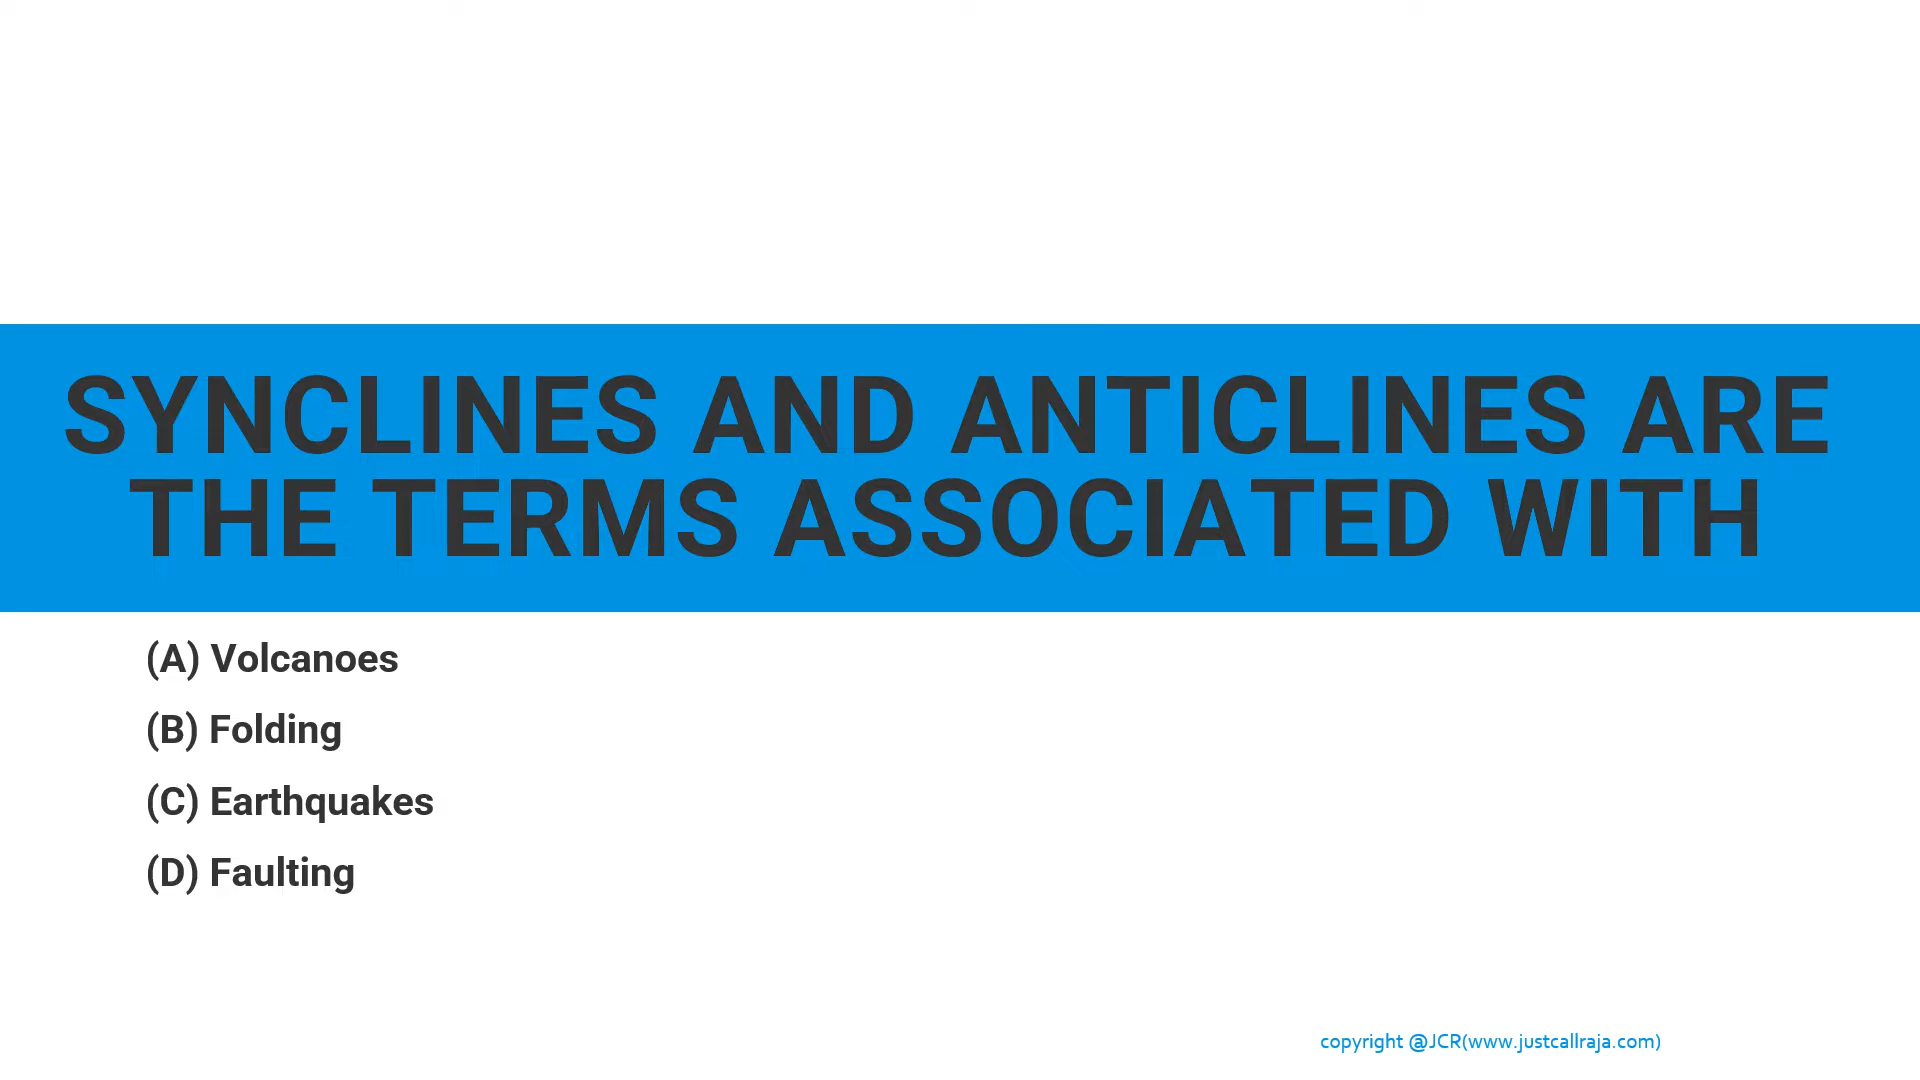 SYNCLINES AND ANTICLINES ARE
THE TERMS ASSOCIATED WITH
(A) Volcanoes
(B) Folding
(C) Earthquakes
(D) Faulting
copyright @JCR(www.justcallraja.com)